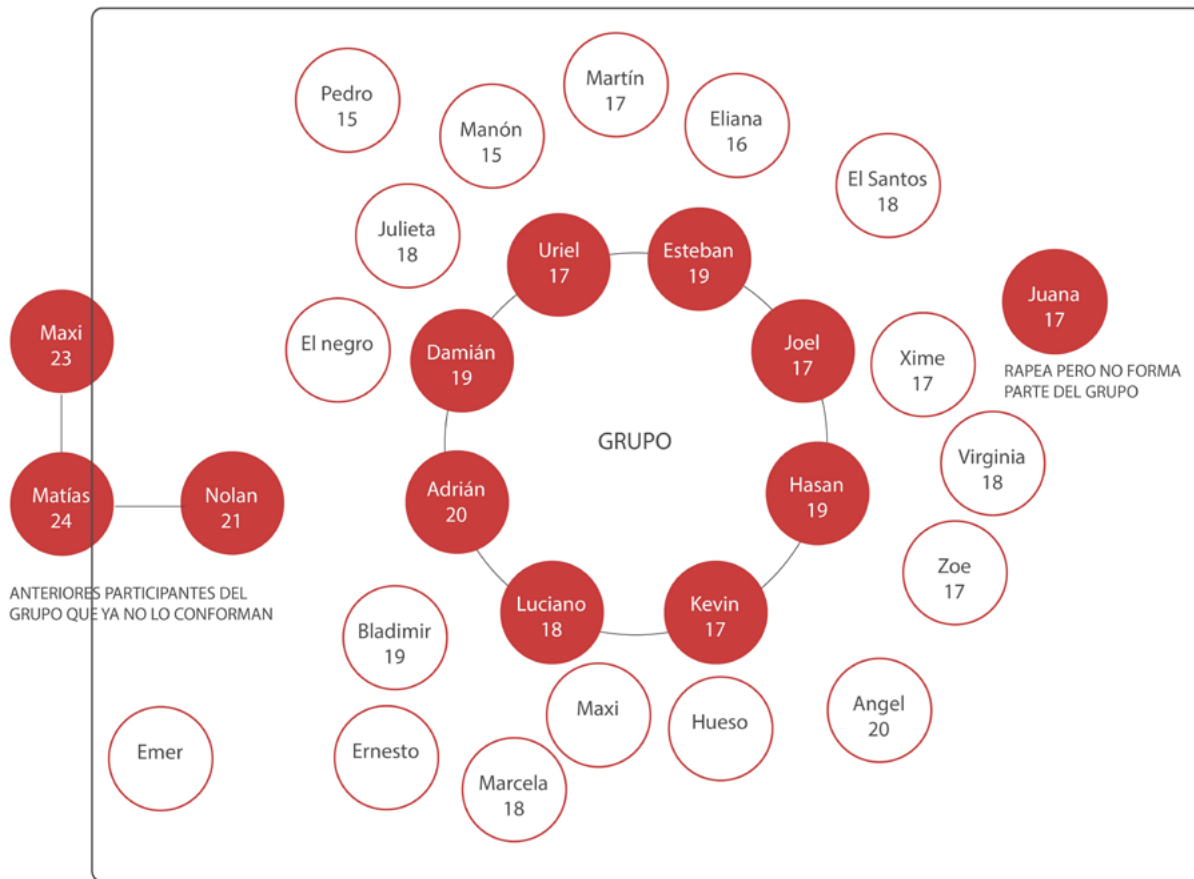 Pedro
15
Manón
15
Martín
17
Eliana
16
El Santos
18
Julieta
18
Uriel
17
Esteban
19
Juana
17
RAPEA PERO NO FORMA
PARTE DEL GRUPO
Maxi
23
El negro
Damián
19
Joel
17
Xime
17
GRUPO
Virginia
18
Matías
24
Nolan
21
Adrián
20
Hasan
19
ANTERIORES PARTICIPANTES DEL
GRUPO QUE YA NO LO CONFORMAN
Zoe
17
Bladimir
19
Luciano
18
Kevin
17
Maxi
Hueso
Angel
20
Emer
Ernesto
Marcela
18